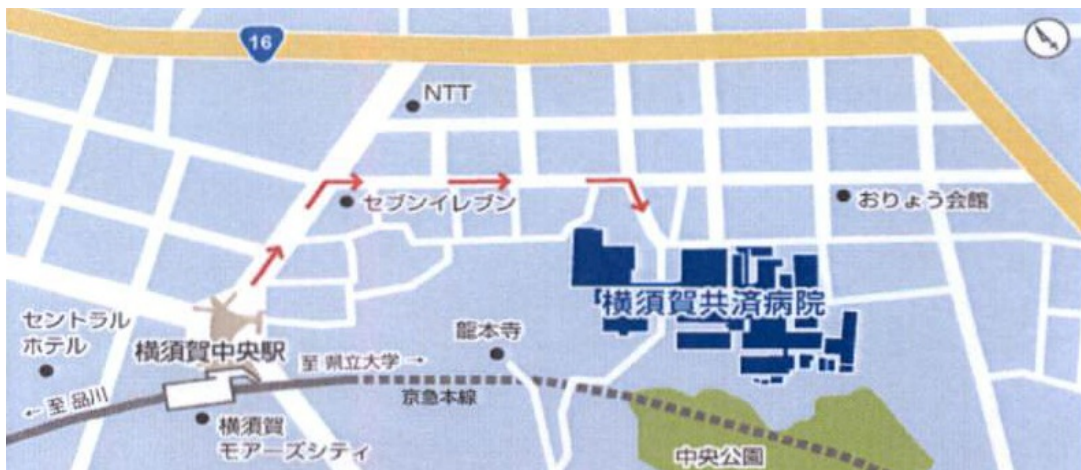 16
NTT
セブンイレブン
おりょう会館
横須賀共済病院
セントラル
ホテル
横須賀中央駅
龍本寺
至 県立大学 →
← 至 品川
京急本線
横須賀
モアーズシティ
中央公園